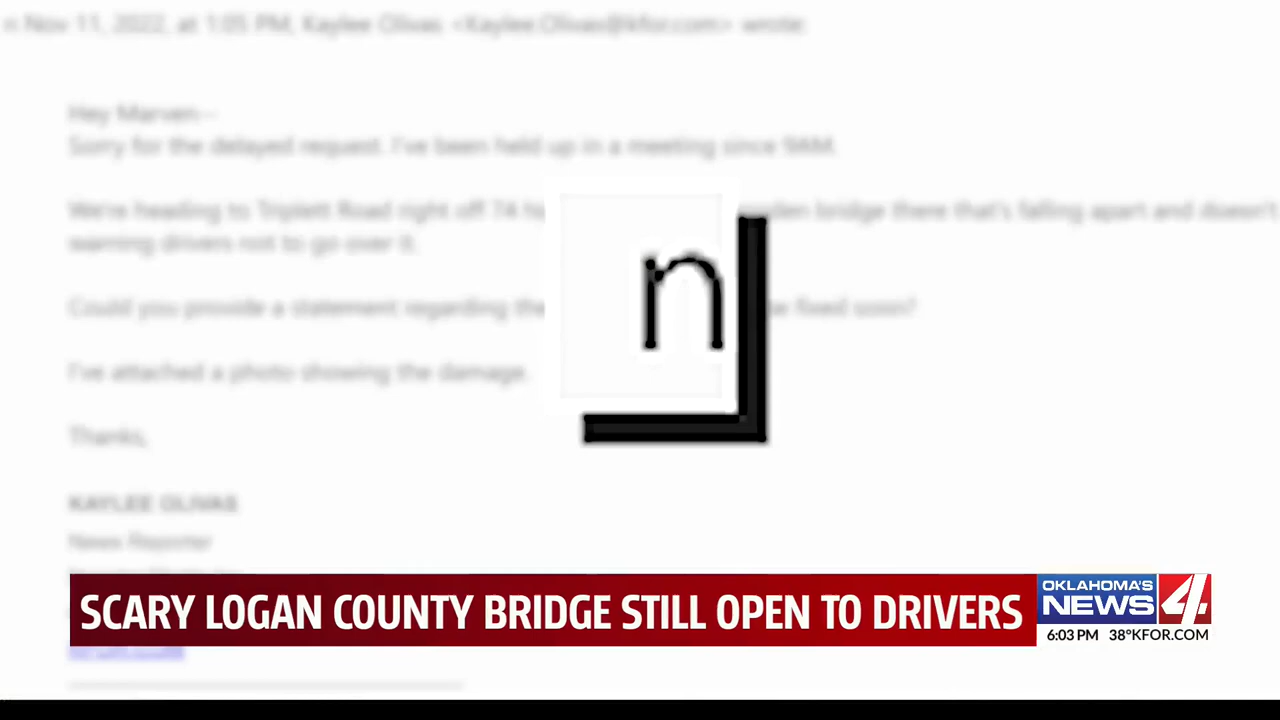 n Nov 11, 2022, at 1:05 PM, Kaylee Olivas <Kaylee.Olivas@kfor.com> wrote:
Hey Marven--
Sorry for the delayed request. I've been held up in a meeting since 9AM.
We're heading to Triplett Road right off 74 bridge there that's falling apart and doesn't
warning drivers not to go over it.
Could you provide a statement regarding the fixed soon?
I've attached a photo showing the damage.
Thanks,
KAYLEE OLIVAS
News Reporter
n
SCARY LOGAN COUNTY BRIDGE STILL OPEN TO DRIVERS
OKLAHOMA'S
NEWS 4
6:03 PM 38° KFOR.COM